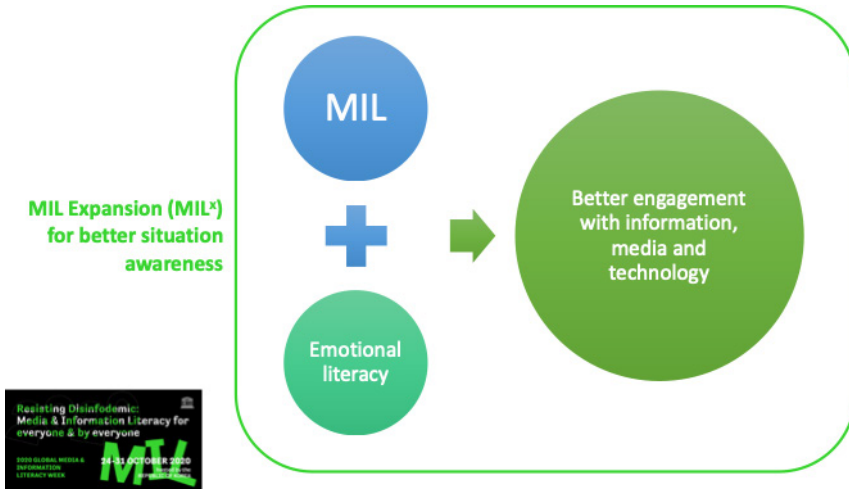 MIL
MIL Expansion (MILˣ)
for better situation
awareness
Better engagement
with information,
media and
technology
Emotional
literacy
Resisting Disinfodemic:
Media & Information Literacy for
everyone & by everyone
2020 GLOBAL MEDIA &
INFORMATION
LITERACY WEEK
24-31 OCTOBER 2020
MIL